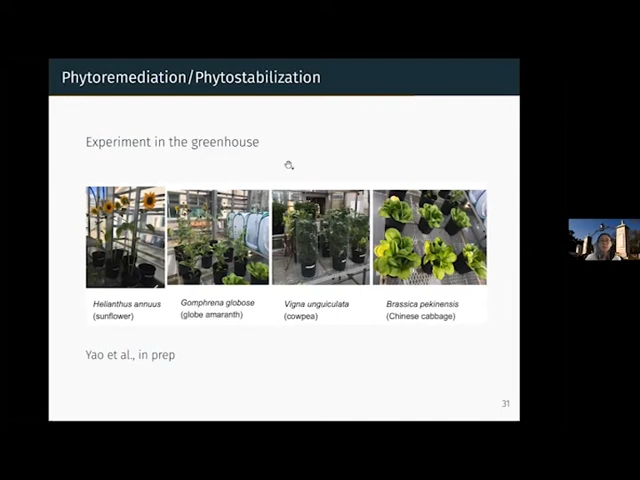 Phytoremediation/Phytostabilization
Experiment in the greenhouse
Helianthus annuus
(sunflower)
Gomphrena globose
(globe amaranth)
Vigna unguiculata
(cowpea)
Brassica pekinensis
(Chinese cabbage)
Yao et al., in prep
31